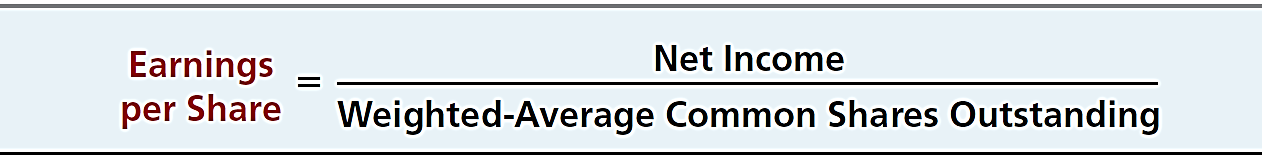 Earnings
per Share
=
Net Income
Weighted-Average Common Shares Outstanding